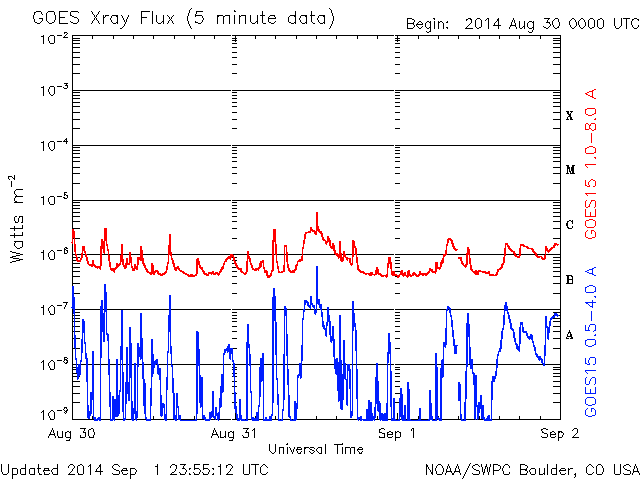 GOES Xray Flux (5 minute data)
Begin: 2014 Aug 30 0000 UTC
10⁻²
10⁻³
10⁻⁴
10⁻⁵
10⁻⁶
10⁻⁷
10⁻⁸
10⁻⁹
Watts m⁻²
X
M
C
B
A
GOES15 1.0–8.0 A
GOES15 0.5–4.0 A
Aug 30
Aug 31
Sep 1
Sep 2
Universal Time
Updated 2014 Sep 1 23:55:12 UTC
NOAA/SWPC Boulder, CO USA